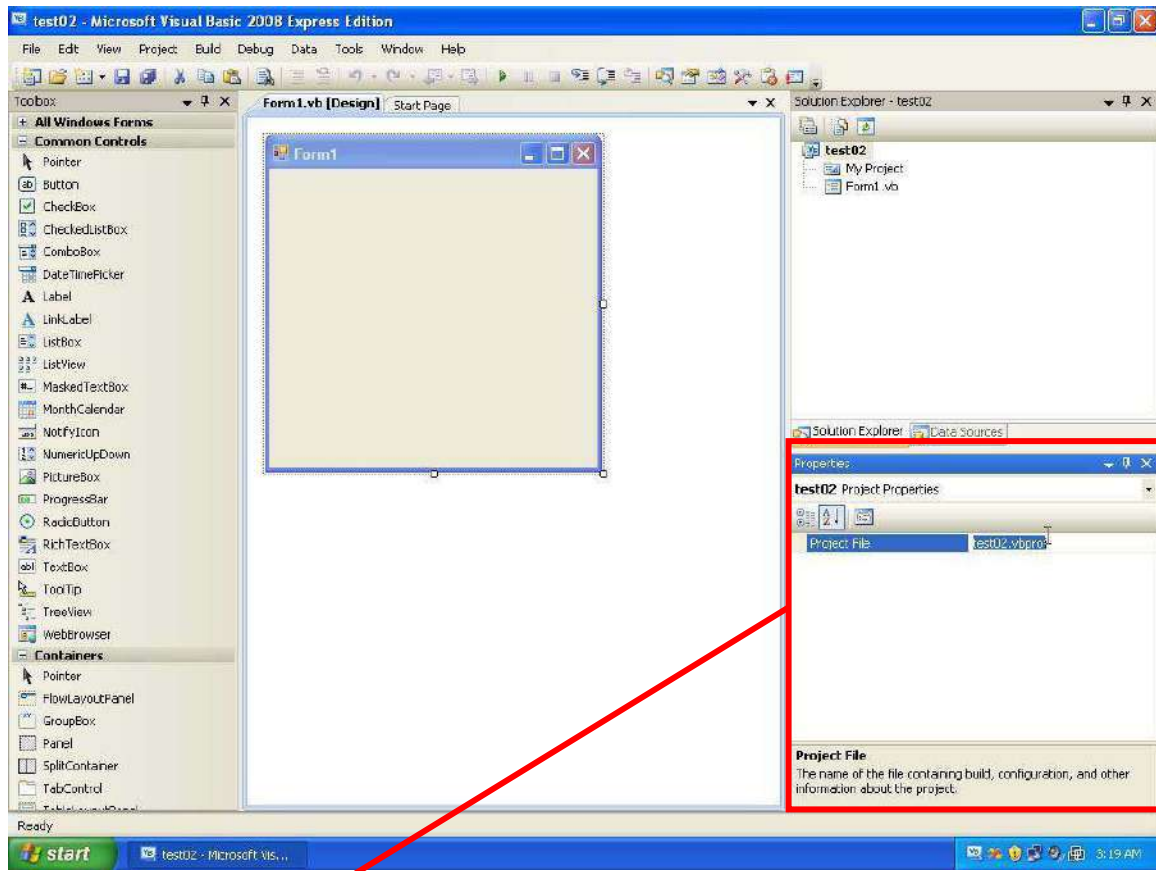 test02 - Microsoft Visual Basic 2008 Express Edition
File Edit View Project Build Debug Data Tools Window Help
Toolbox
All Windows Forms
Common Controls
Pointer
Button
CheckBox
CheckedListBox
ComboBox
DateTimePicker
Label
LinkLabel
ListBox
ListView
MaskedTextBox
MonthCalendar
NotifyIcon
NumericUpDown
PictureBox
ProgressBar
RadioButton
RichTextBox
TextBox
ToolTip
TreeView
WebBrowser
Containers
Pointer
FlowLayoutPanel
GroupBox
Panel
SplitContainer
TabControl
Form1.vb [Design] Start Page
Form1
Solution Explorer - test02
test02
My Project
Form1.vb
Solution Explorer Data Sources
Properties
test02 Project Properties
Project File test02.vbproj
Project File
The name of the file containing build, configuration, and other
information about the project.
Ready
start test02 - Microsoft Vis... 3:19 AM